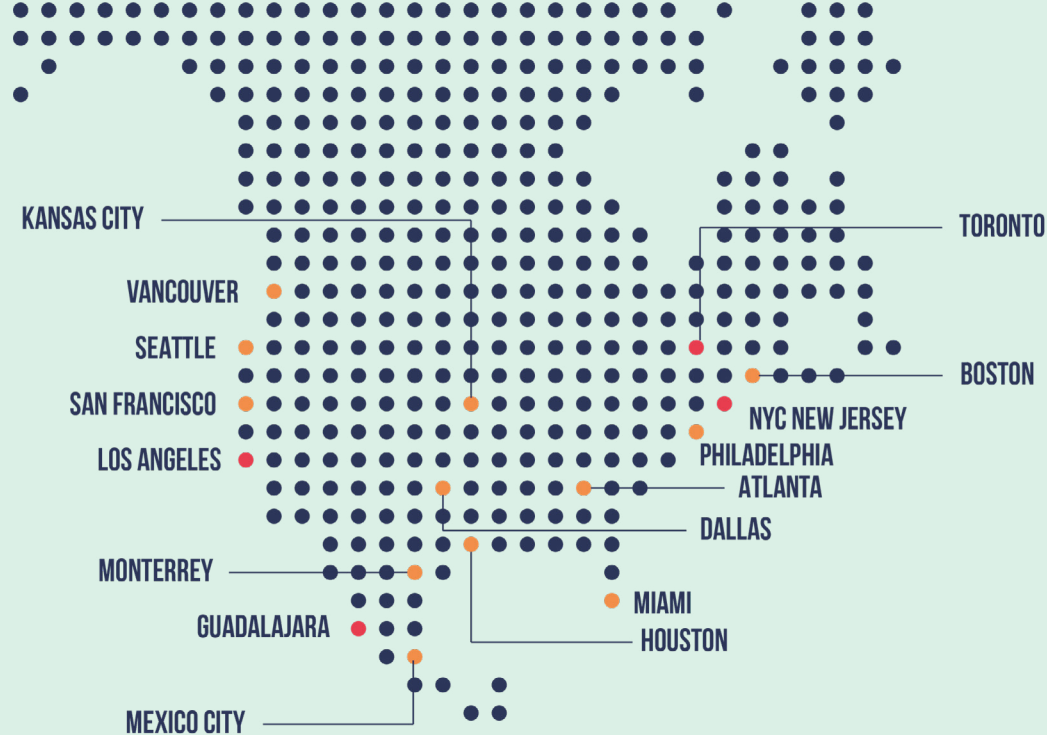 KANSAS CITY
TORONTO
VANCOUVER
SEATTLE
BOSTON
SAN FRANCISCO
NYC NEW JERSEY
LOS ANGELES
PHILADELPHIA
ATLANTA
DALLAS
MONTERREY
MIAMI
GUADALAJARA
HOUSTON
MEXICO CITY